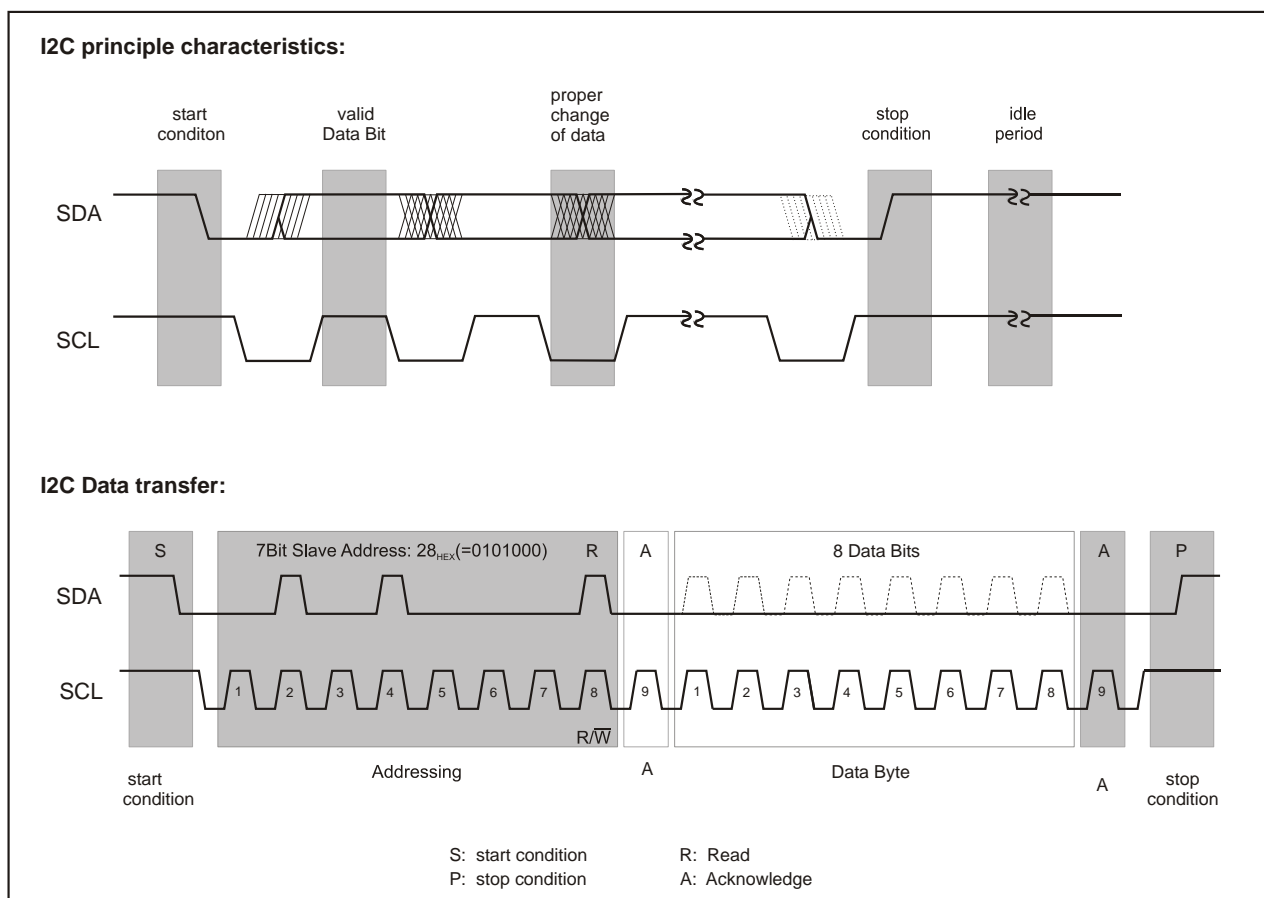 I2C principle characteristics:
start
conditon
valid
Data Bit
proper
change
of data
stop
condition
idle
period
SDA
SCL
I2C Data transfer:
S
7Bit Slave Address: 28HEX(=0101000)
R
A
8 Data Bits
A
P
SDA
SCL
1 2 3 4 5 6 7 8 9 1 2 3 4 5 6 7 8 9
R/W̅
start
condition
Addressing
A
Data Byte
A
stop
condition
S: start condition
R: Read
P: stop condition
A: Acknowledge